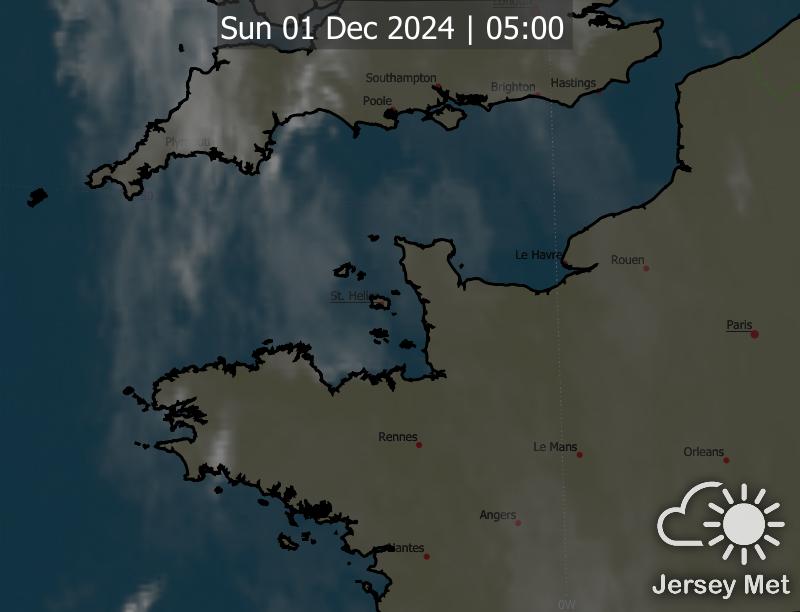 London
Sun 01 Dec 2024 | 05:00
Southampton
Brighton
Hastings
Poole
Plymouth
Le Havre
Rouen
St. Helier
Paris
Rennes
Le Mans
Orleans
Angers
Nantes
0W
Jersey Met